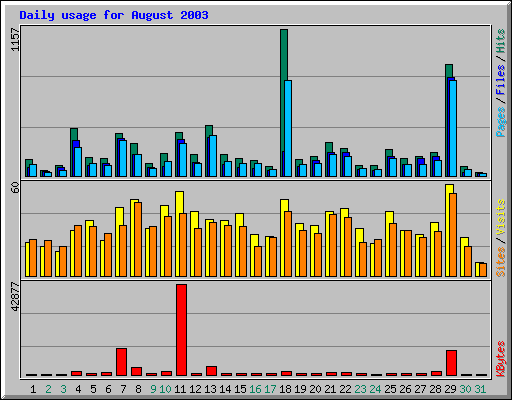 Daily usage for August 2003
1157
Pages / Files / Hits
60
Sites / Visits
42877
KBytes
1 2 3 4 5 6 7 8 9 10 11 12 13 14 15 16 17 18 19 20 21 22 23 24 25 26 27 28 29 30 31